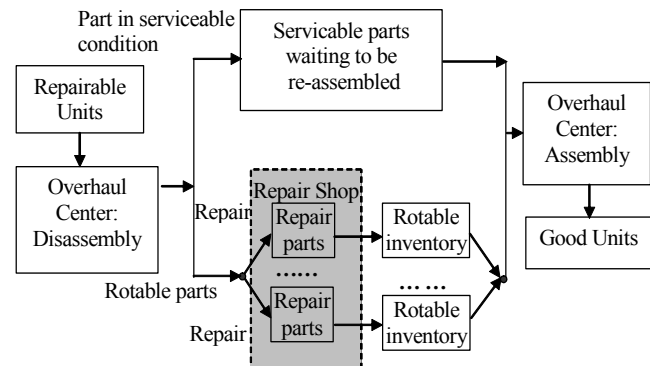 Part in serviceable
condition
Servicable parts
waiting to be
re-assembled
Repairable
Units
Overhaul
Center:
Disassembly
Overhaul
Center:
Assembly
Good Units
Repair Shop
Repair
Repair
parts
Rotable
inventory
......
... ...
Rotable parts
Repair
Repair
parts
Rotable
inventory